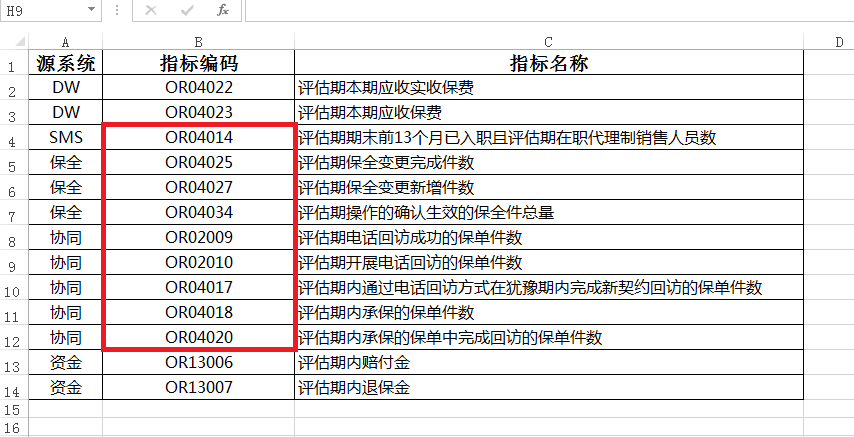 H9
fx
A B C D
1 源系统 指标编码 指标名称
2 DW OR04022 评估期本期应收实收保费
3 DW OR04023 评估期本期应收保费
4 SMS OR04014 评估期期末前13个月已入职且评估期在职代理制销售人员数
5 保全 OR04025 评估期保全变更完成件数
6 保全 OR04027 评估期保全变更新增件数
7 保全 OR04034 评估期操作的确认生效的保全件总量
8 协同 OR02009 评估期电话回访成功的保单件数
9 协同 OR02010 评估期开展电话回访的保单件数
10 协同 OR04017 评估期内通过电话回访方式在犹豫期内完成新契约回访的保单件数
11 协同 OR04018 评估期内承保的保单件数
12 协同 OR04020 评估期内承保的保单中完成回访的保单件数
13 资金 OR13006 评估期内赔付金
14 资金 OR13007 评估期内退保金
15
16